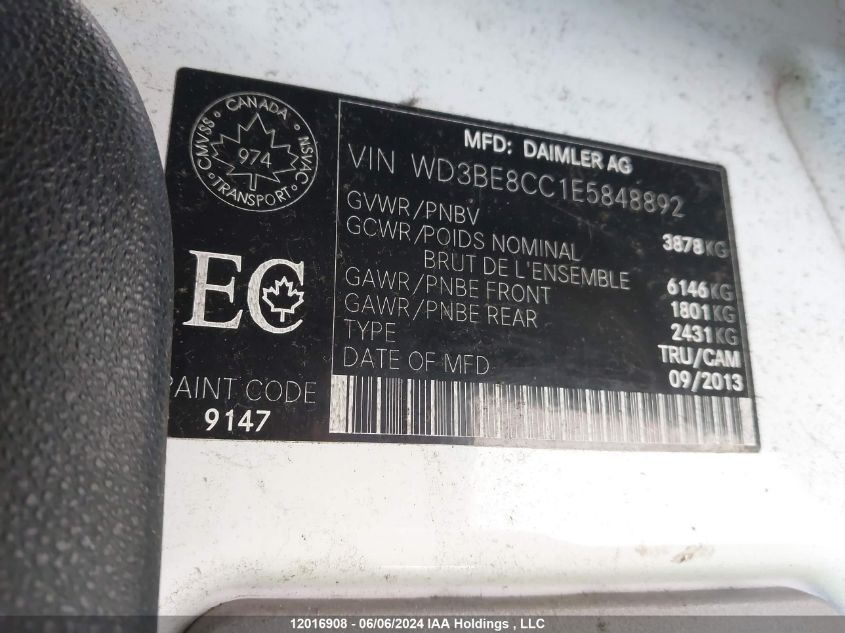 CANADA
CMVSS
974
NSVAC
TRANSPORT
EC
PAINT CODE
9147
MFD: DAIMLER AG
VIN WD3BE8CC1E5848892
GVWR/PNBV 3878KG
GCWR/POIDS NOMINAL
BRUT DE L'ENSEMBLE 6146KG
GAWR/PNBE FRONT 1801KG
GAWR/PNBE REAR 2431KG
TYPE TRU/CAM
DATE OF MFD 09/2013
12016908 - 06/06/2024 IAA Holdings , LLC